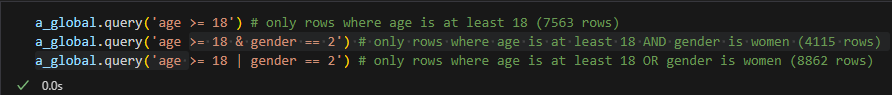 a_global.query('age >= 18') # only rows where age is at least 18 (7563 rows)
a_global.query('age >= 18 & gender == 2') # only rows where age is at least 18 AND gender is women (4115 rows)
a_global.query('age >= 18 | gender == 2') # only rows where age is at least 18 OR gender is women (8862 rows)
0.0s